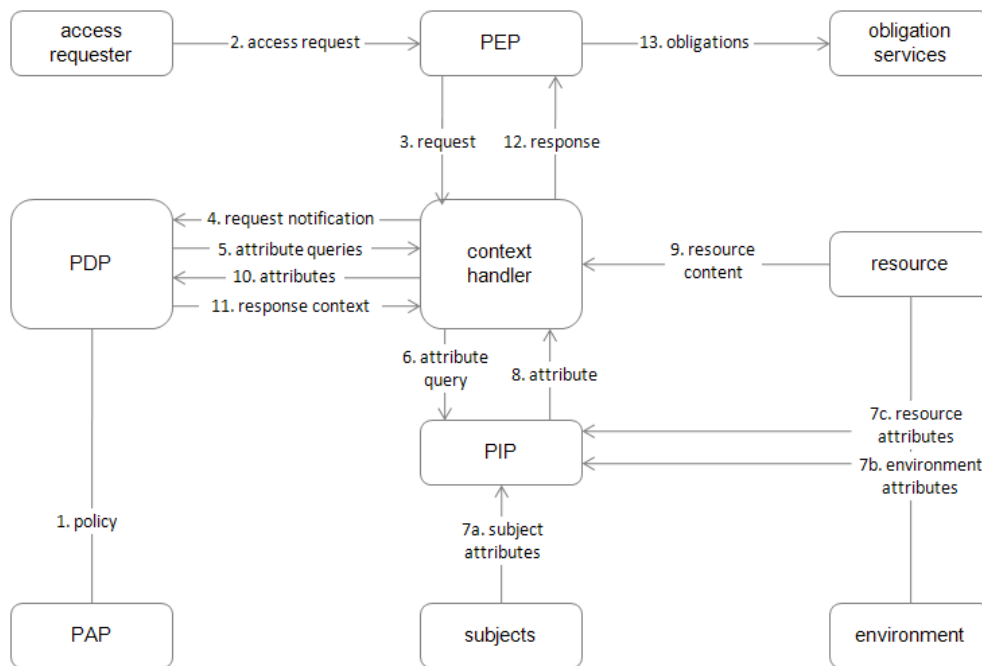 access
requester
2. access request
PEP
13. obligations
obligation
services
3. request
12. response
PDP
4. request notification
5. attribute queries
10. attributes
11. response context
context
handler
9. resource
content
resource
6. attribute
query
8. attribute
7c. resource
attributes
PIP
7b. environment
attributes
1. policy
7a. subject
attributes
PAP
subjects
environment